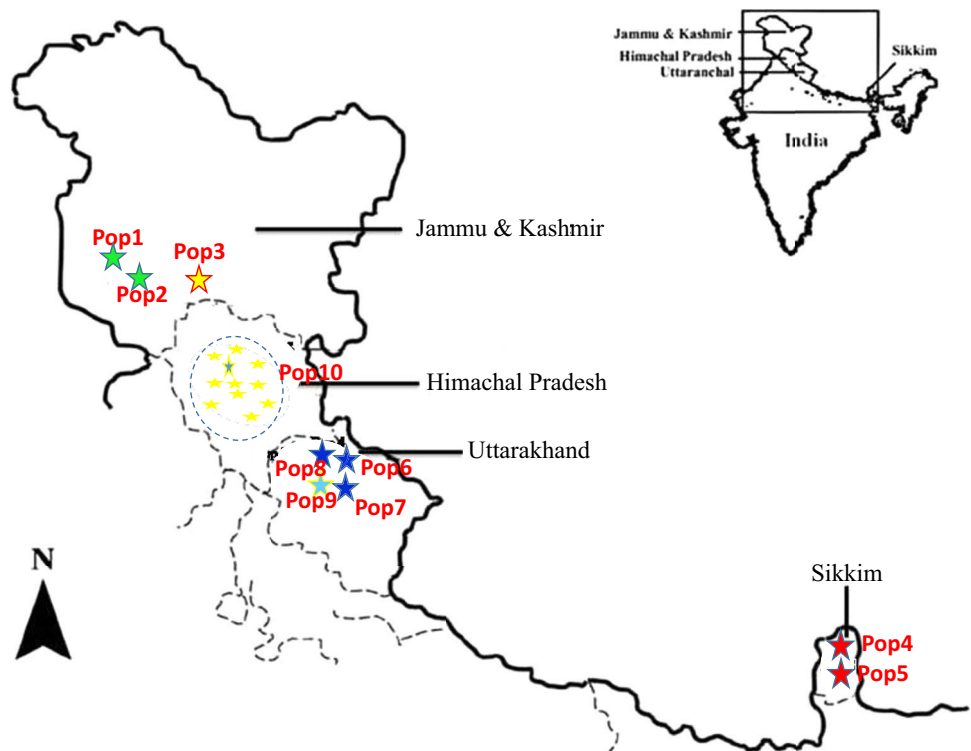 Jammu & Kashmir
Himachal Pradesh
Uttaranchal
Sikkim
India
Jammu & Kashmir
Pop1
Pop3
Pop2
Pop10
Himachal Pradesh
Uttarakhand
Pop8
Pop6
Pop9
Pop7
N
Sikkim
Pop4
Pop5